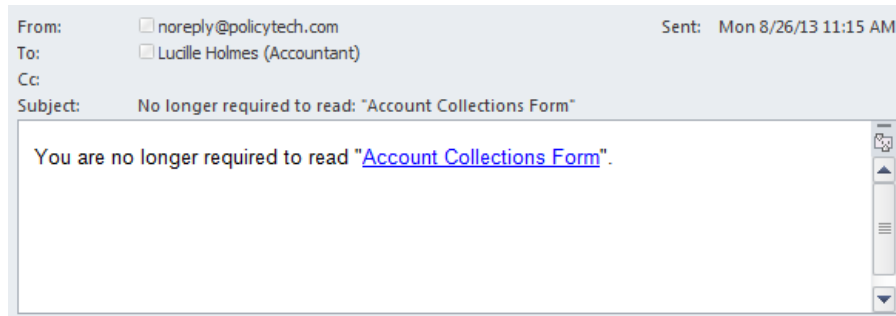 From: noreply@policytech.com Sent: Mon 8/26/13 11:15 AM
To: Lucille Holmes (Accountant)
Cc:
Subject: No longer required to read: "Account Collections Form"
You are no longer required to read "Account Collections Form".